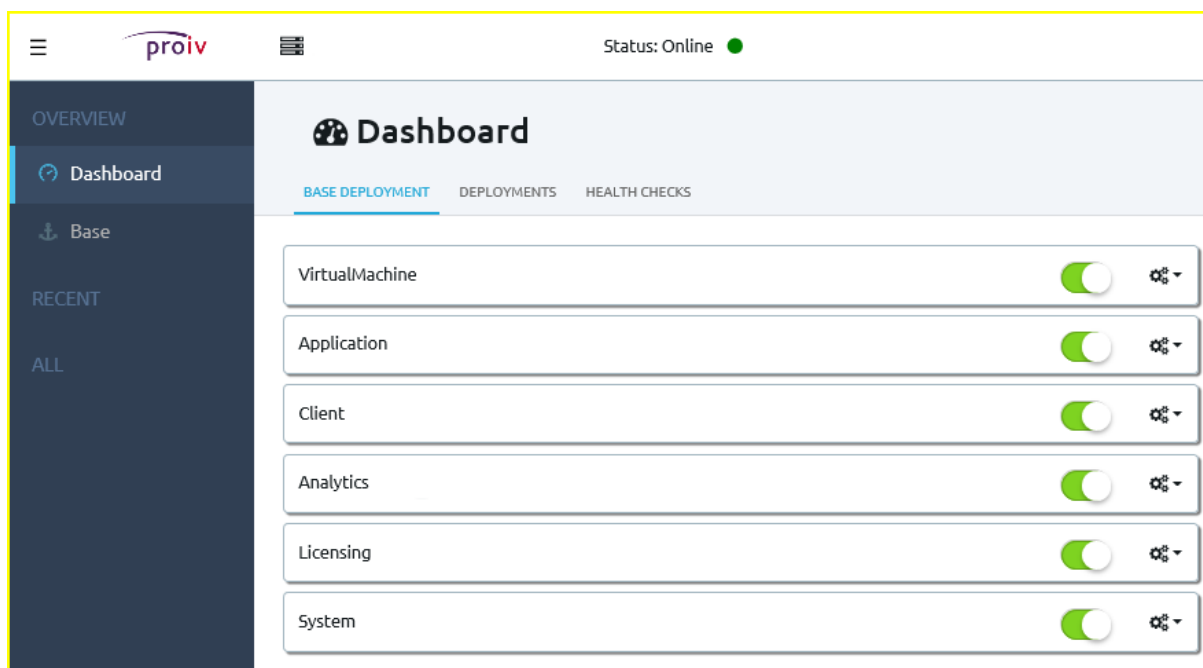 proiv
Status: Online
OVERVIEW
Dashboard
Base
RECENT
ALL
Dashboard
BASE DEPLOYMENT DEPLOYMENTS HEALTH CHECKS
VirtualMachine
Application
Client
Analytics
Licensing
System